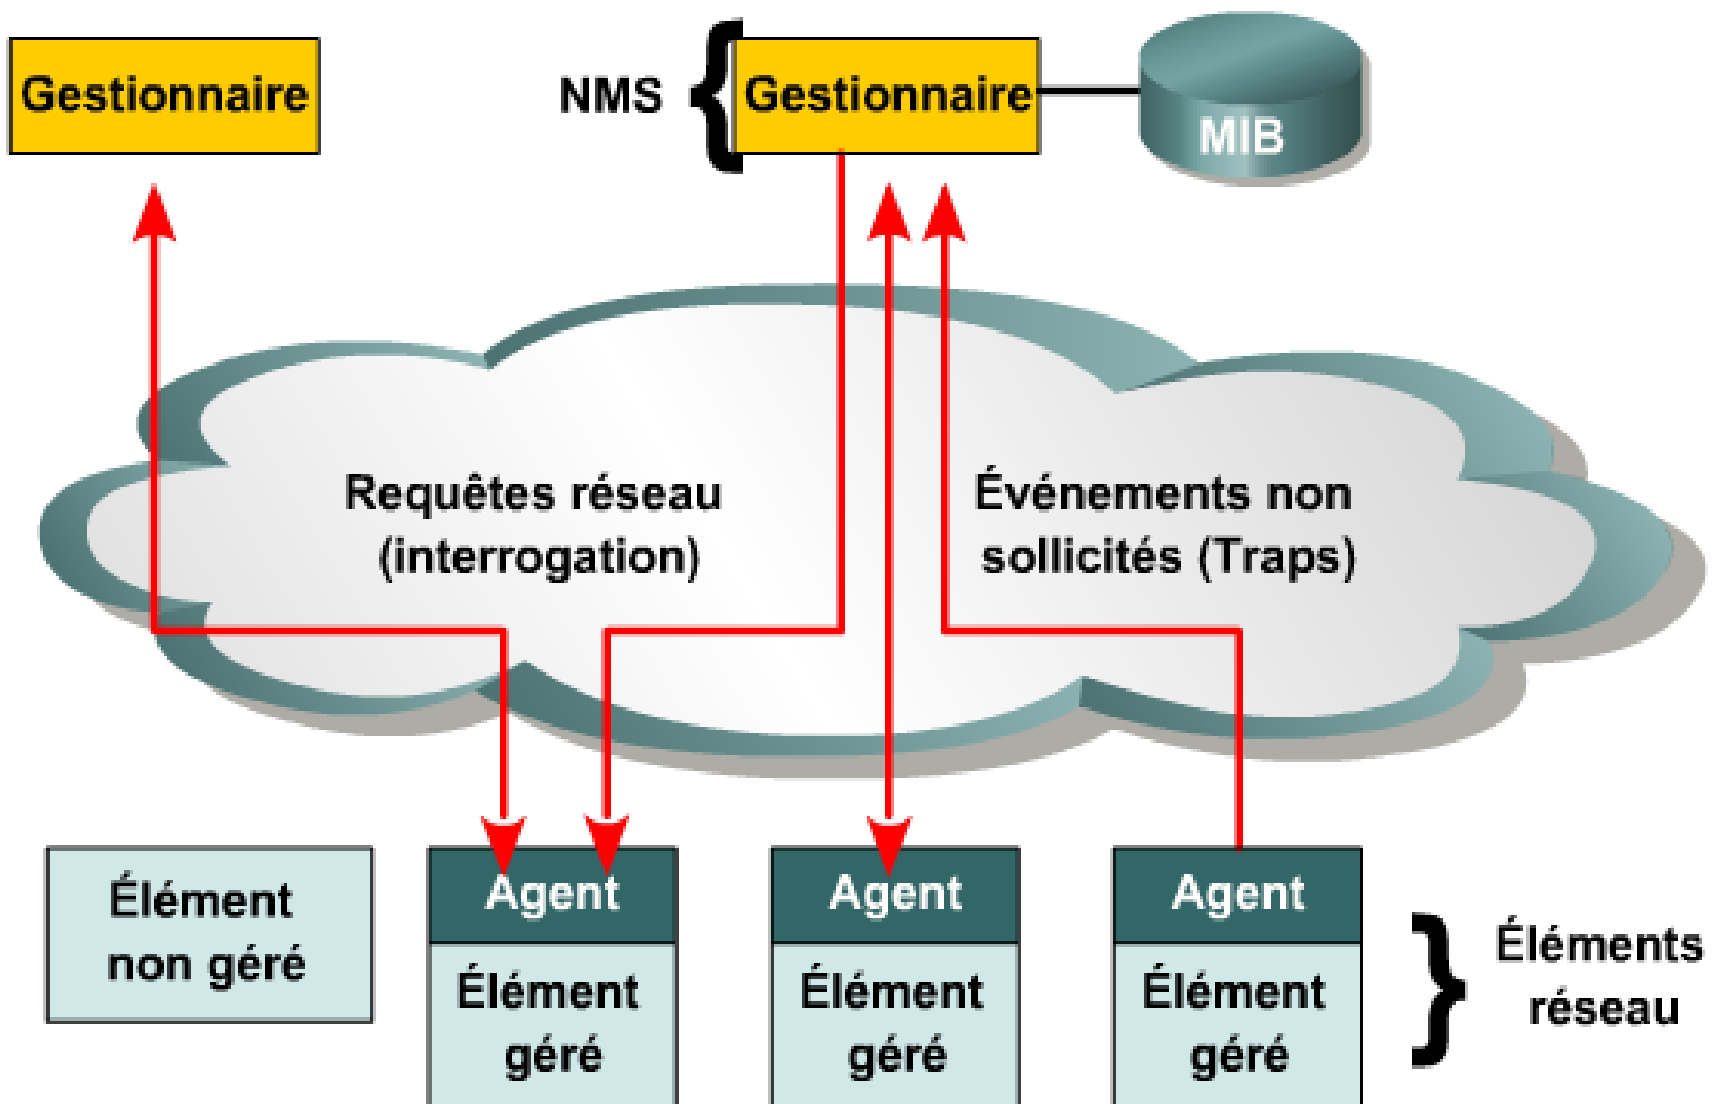 Gestionnaire
NMS
Gestionnaire
MIB
Requêtes réseau
(interrogation)
Événements non
sollicités (Traps)
Élément
non géré
Agent
Élément
géré
Agent
Élément
géré
Agent
Élément
géré
Éléments
réseau